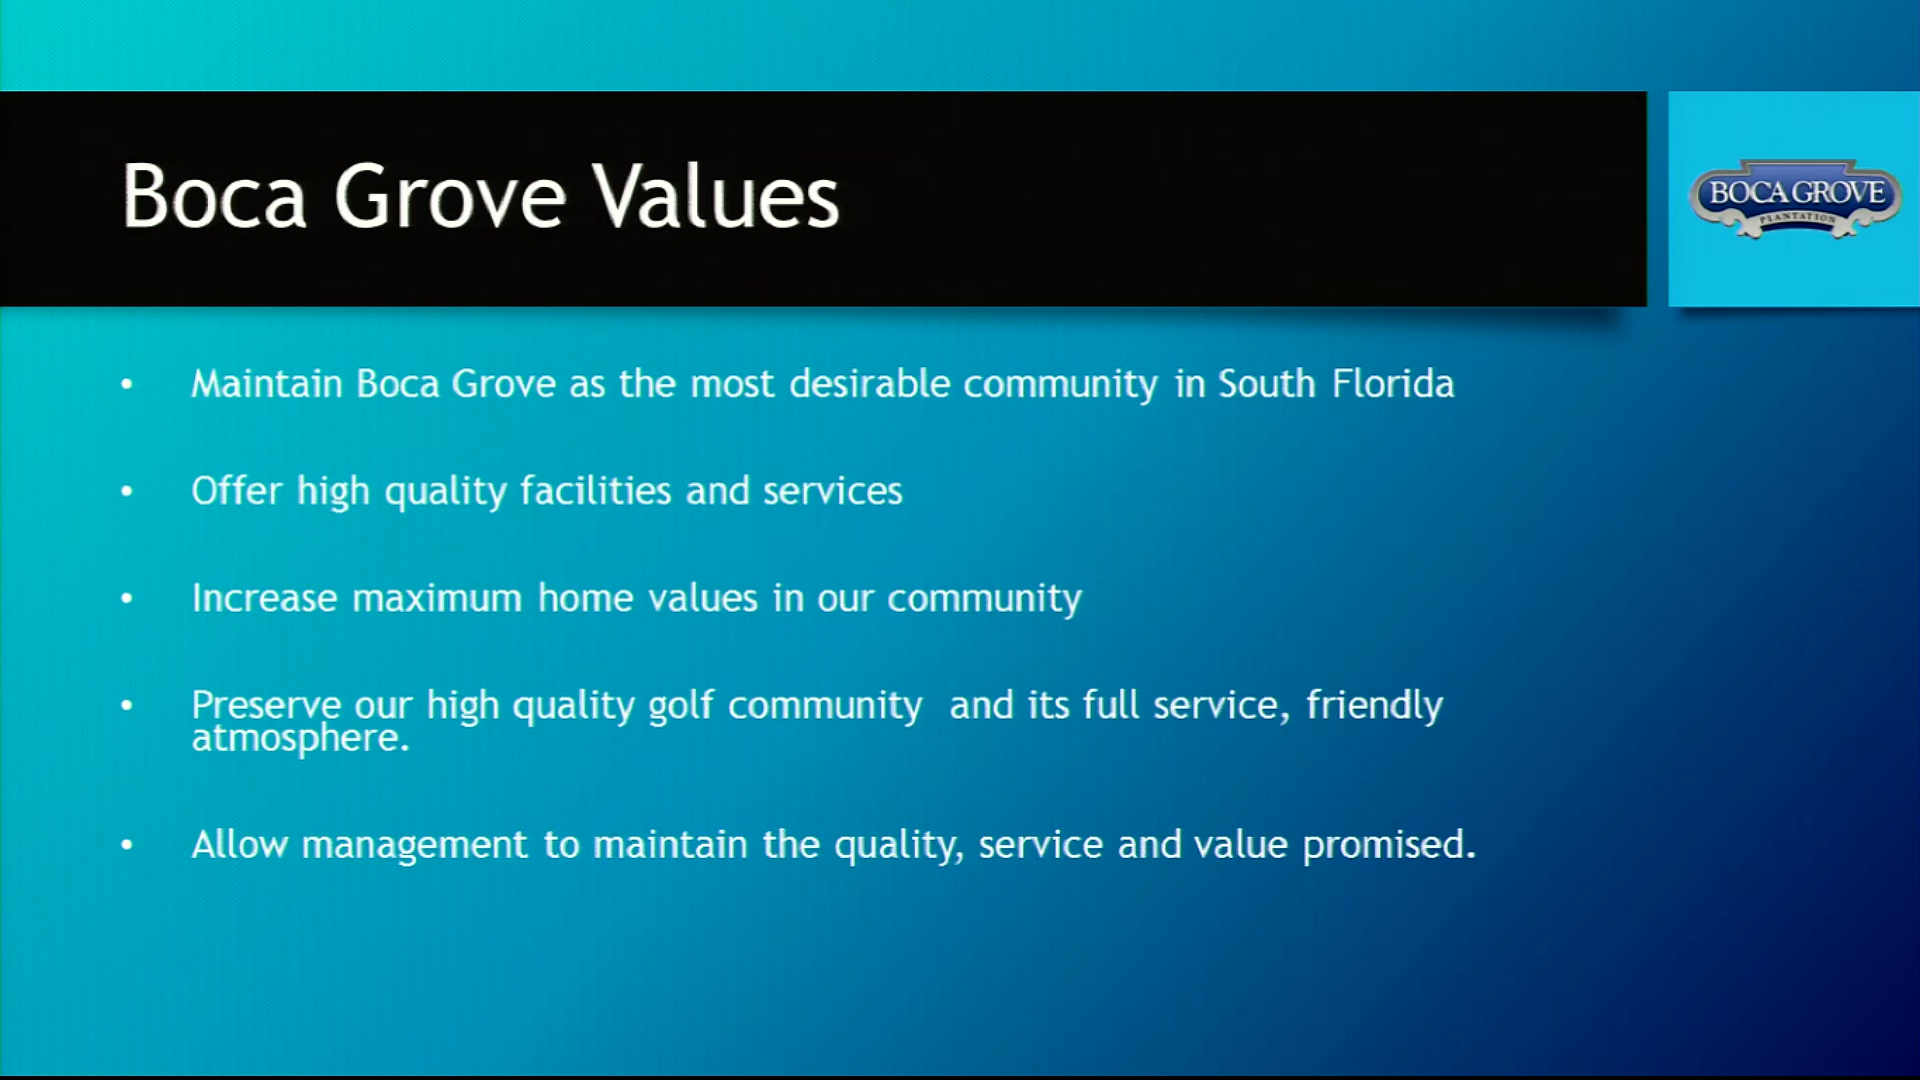 Boca Grove Values
BOCA GROVE
PLANTATION
• Maintain Boca Grove as the most desirable community in South Florida
• Offer high quality facilities and services
• Increase maximum home values in our community
• Preserve our high quality golf community  and its full service, friendly
atmosphere.
• Allow management to maintain the quality, service and value promised.